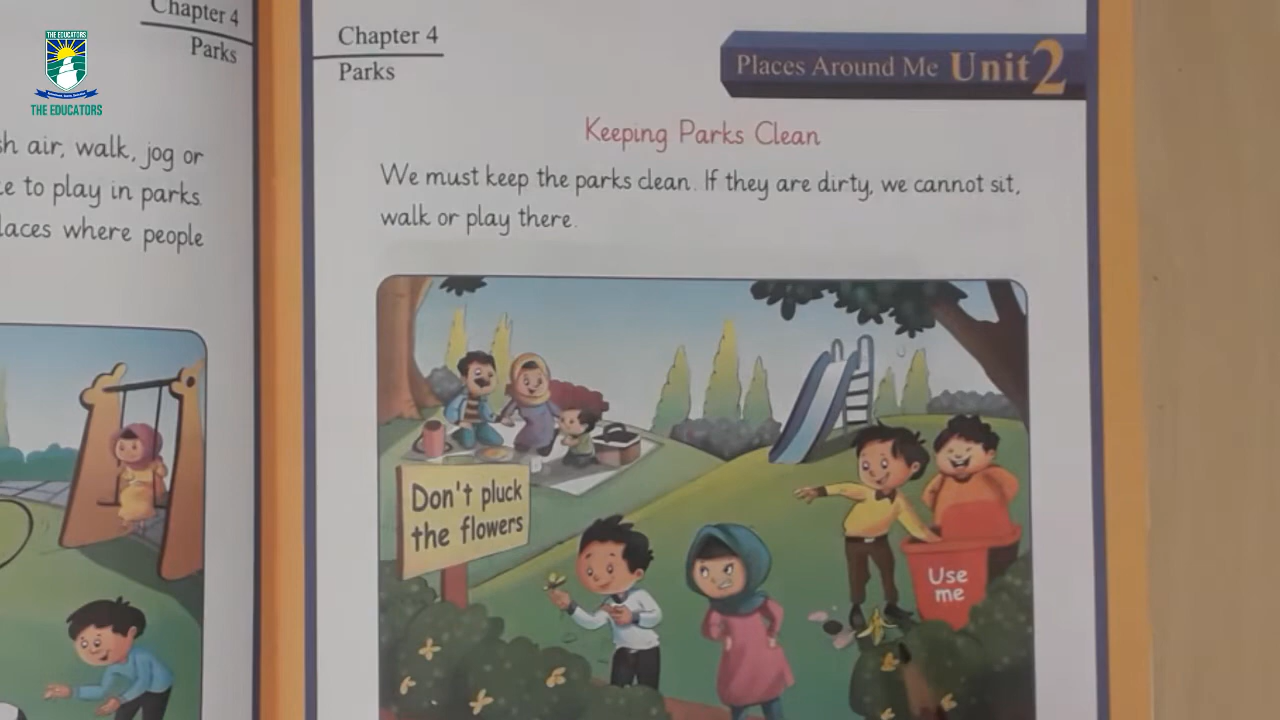 THE EDUCATORS
THE EDUCATORS
Chapter 4
Parks
sh air, walk, jog or
e to play in parks.
laces where people
Chapter 4
Parks
Places Around Me Unit 2
Keeping Parks Clean
We must keep the parks clean. If they are dirty, we cannot sit,
walk or play there.
Don't pluck
the flowers
Use
me